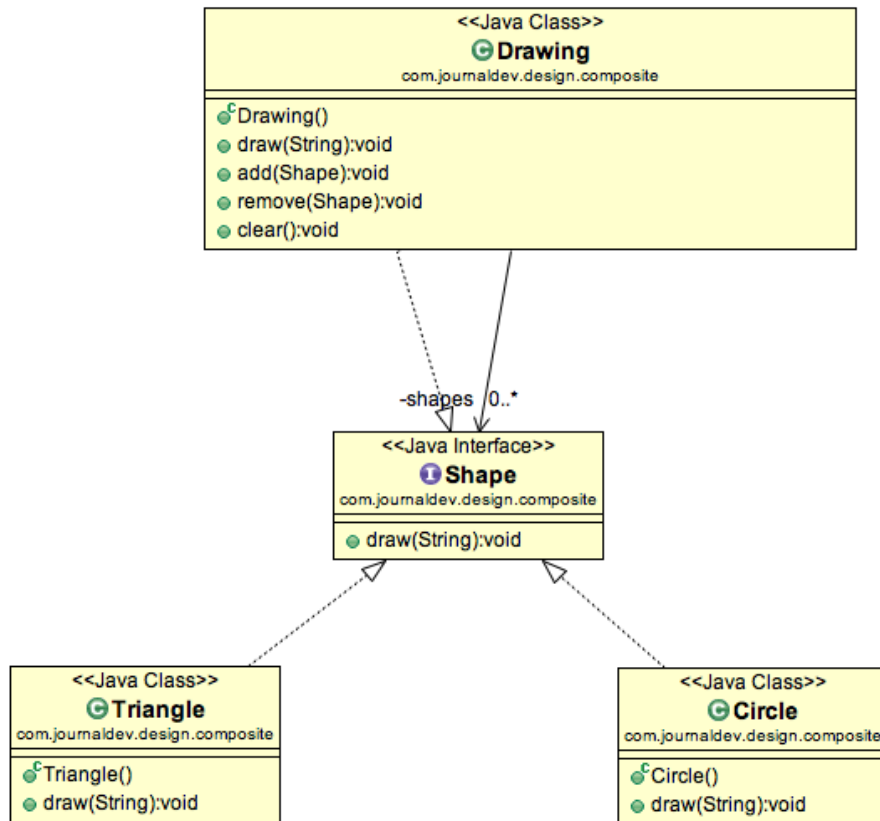 <<Java Class>>
Drawing
com.journaldev.design.composite
Drawing()
draw(String):void
add(Shape):void
remove(Shape):void
clear():void
-shapes 0..*
<<Java Interface>>
Shape
com.journaldev.design.composite
draw(String):void
<<Java Class>>
Triangle
com.journaldev.design.composite
Triangle()
draw(String):void
<<Java Class>>
Circle
com.journaldev.design.composite
Circle()
draw(String):void